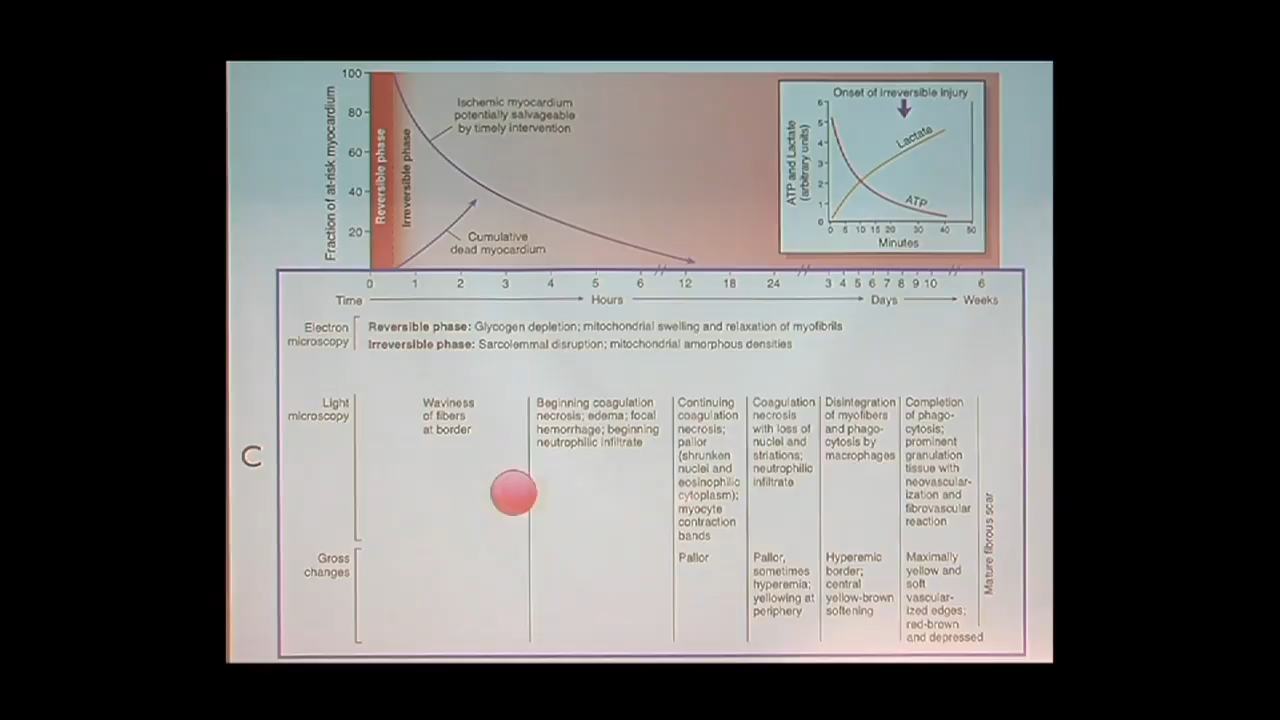 Fraction of at-risk myocardium
100
80
60
40
20
Reversible phase
Irreversible phase
Ischemic myocardium
potentially salvageable
by timely intervention
Cumulative
dead myocardium
Onset of Irreversible Injury
ATP and Lactate
(arbitrary units)
6
5
4
3
2
1
0
Lactate
ATP
0 5 10 15 20 30 40 50
Minutes
0 1 2 3 4 5 6 12 18 24 3 4 5 6 7 8 9 10 6
Time Hours Days Weeks
Electron
microscopy
Reversible phase: Glycogen depletion; mitochondrial swelling and relaxation of myofibrils
Irreversible phase: Sarcolemmal disruption; mitochondrial amorphous densities
C
Light
microscopy
Waviness
of fibers
at border
Beginning coagulation
necrosis; edema; focal
hemorrhage; beginning
neutrophilic infiltrate
Continuing
coagulation
necrosis;
pallor
(shrunken
nuclei and
eosinophilic
cytoplasm);
myocyte
contraction
bands
Coagulation
necrosis
with loss of
nuclei and
striations;
neutrophilic
infiltrate
Disintegration
of myofibers
and phago-
cytosis by
macrophages
Completion
of phago-
cytosis;
prominent
granulation
tissue with
neovascular-
ization and
fibrovascular
reaction
Mature fibrous scar
Gross
changes
Pallor
Pallor,
sometimes
hyperemia;
yellowing at
periphery
Hyperemic
border;
central
yellow-brown
softening
Maximally
yellow and
soft
vascular-
ized edges;
red-brown
and depressed